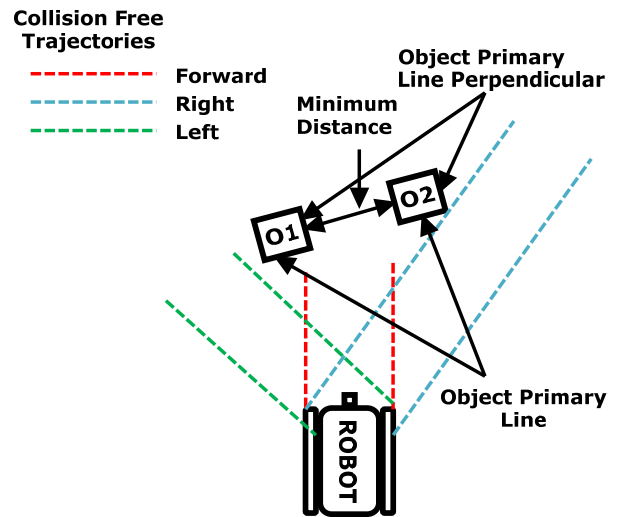 Collision Free
Trajectories
Forward
Right
Left
Object Primary
Line Perpendicular
Minimum
Distance
O1
O2
Object Primary
Line
ROBOT